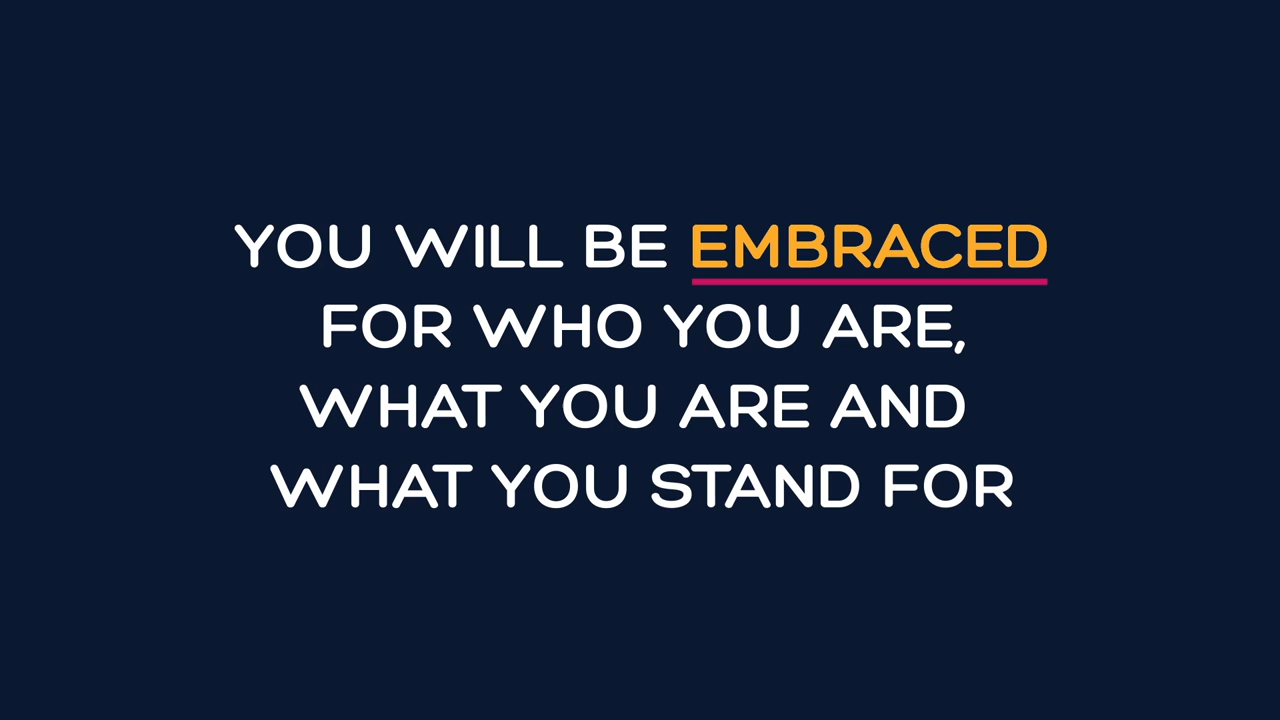 YOU WILL BE EMBRACED
FOR WHO YOU ARE,
WHAT YOU ARE AND
WHAT YOU STAND FOR